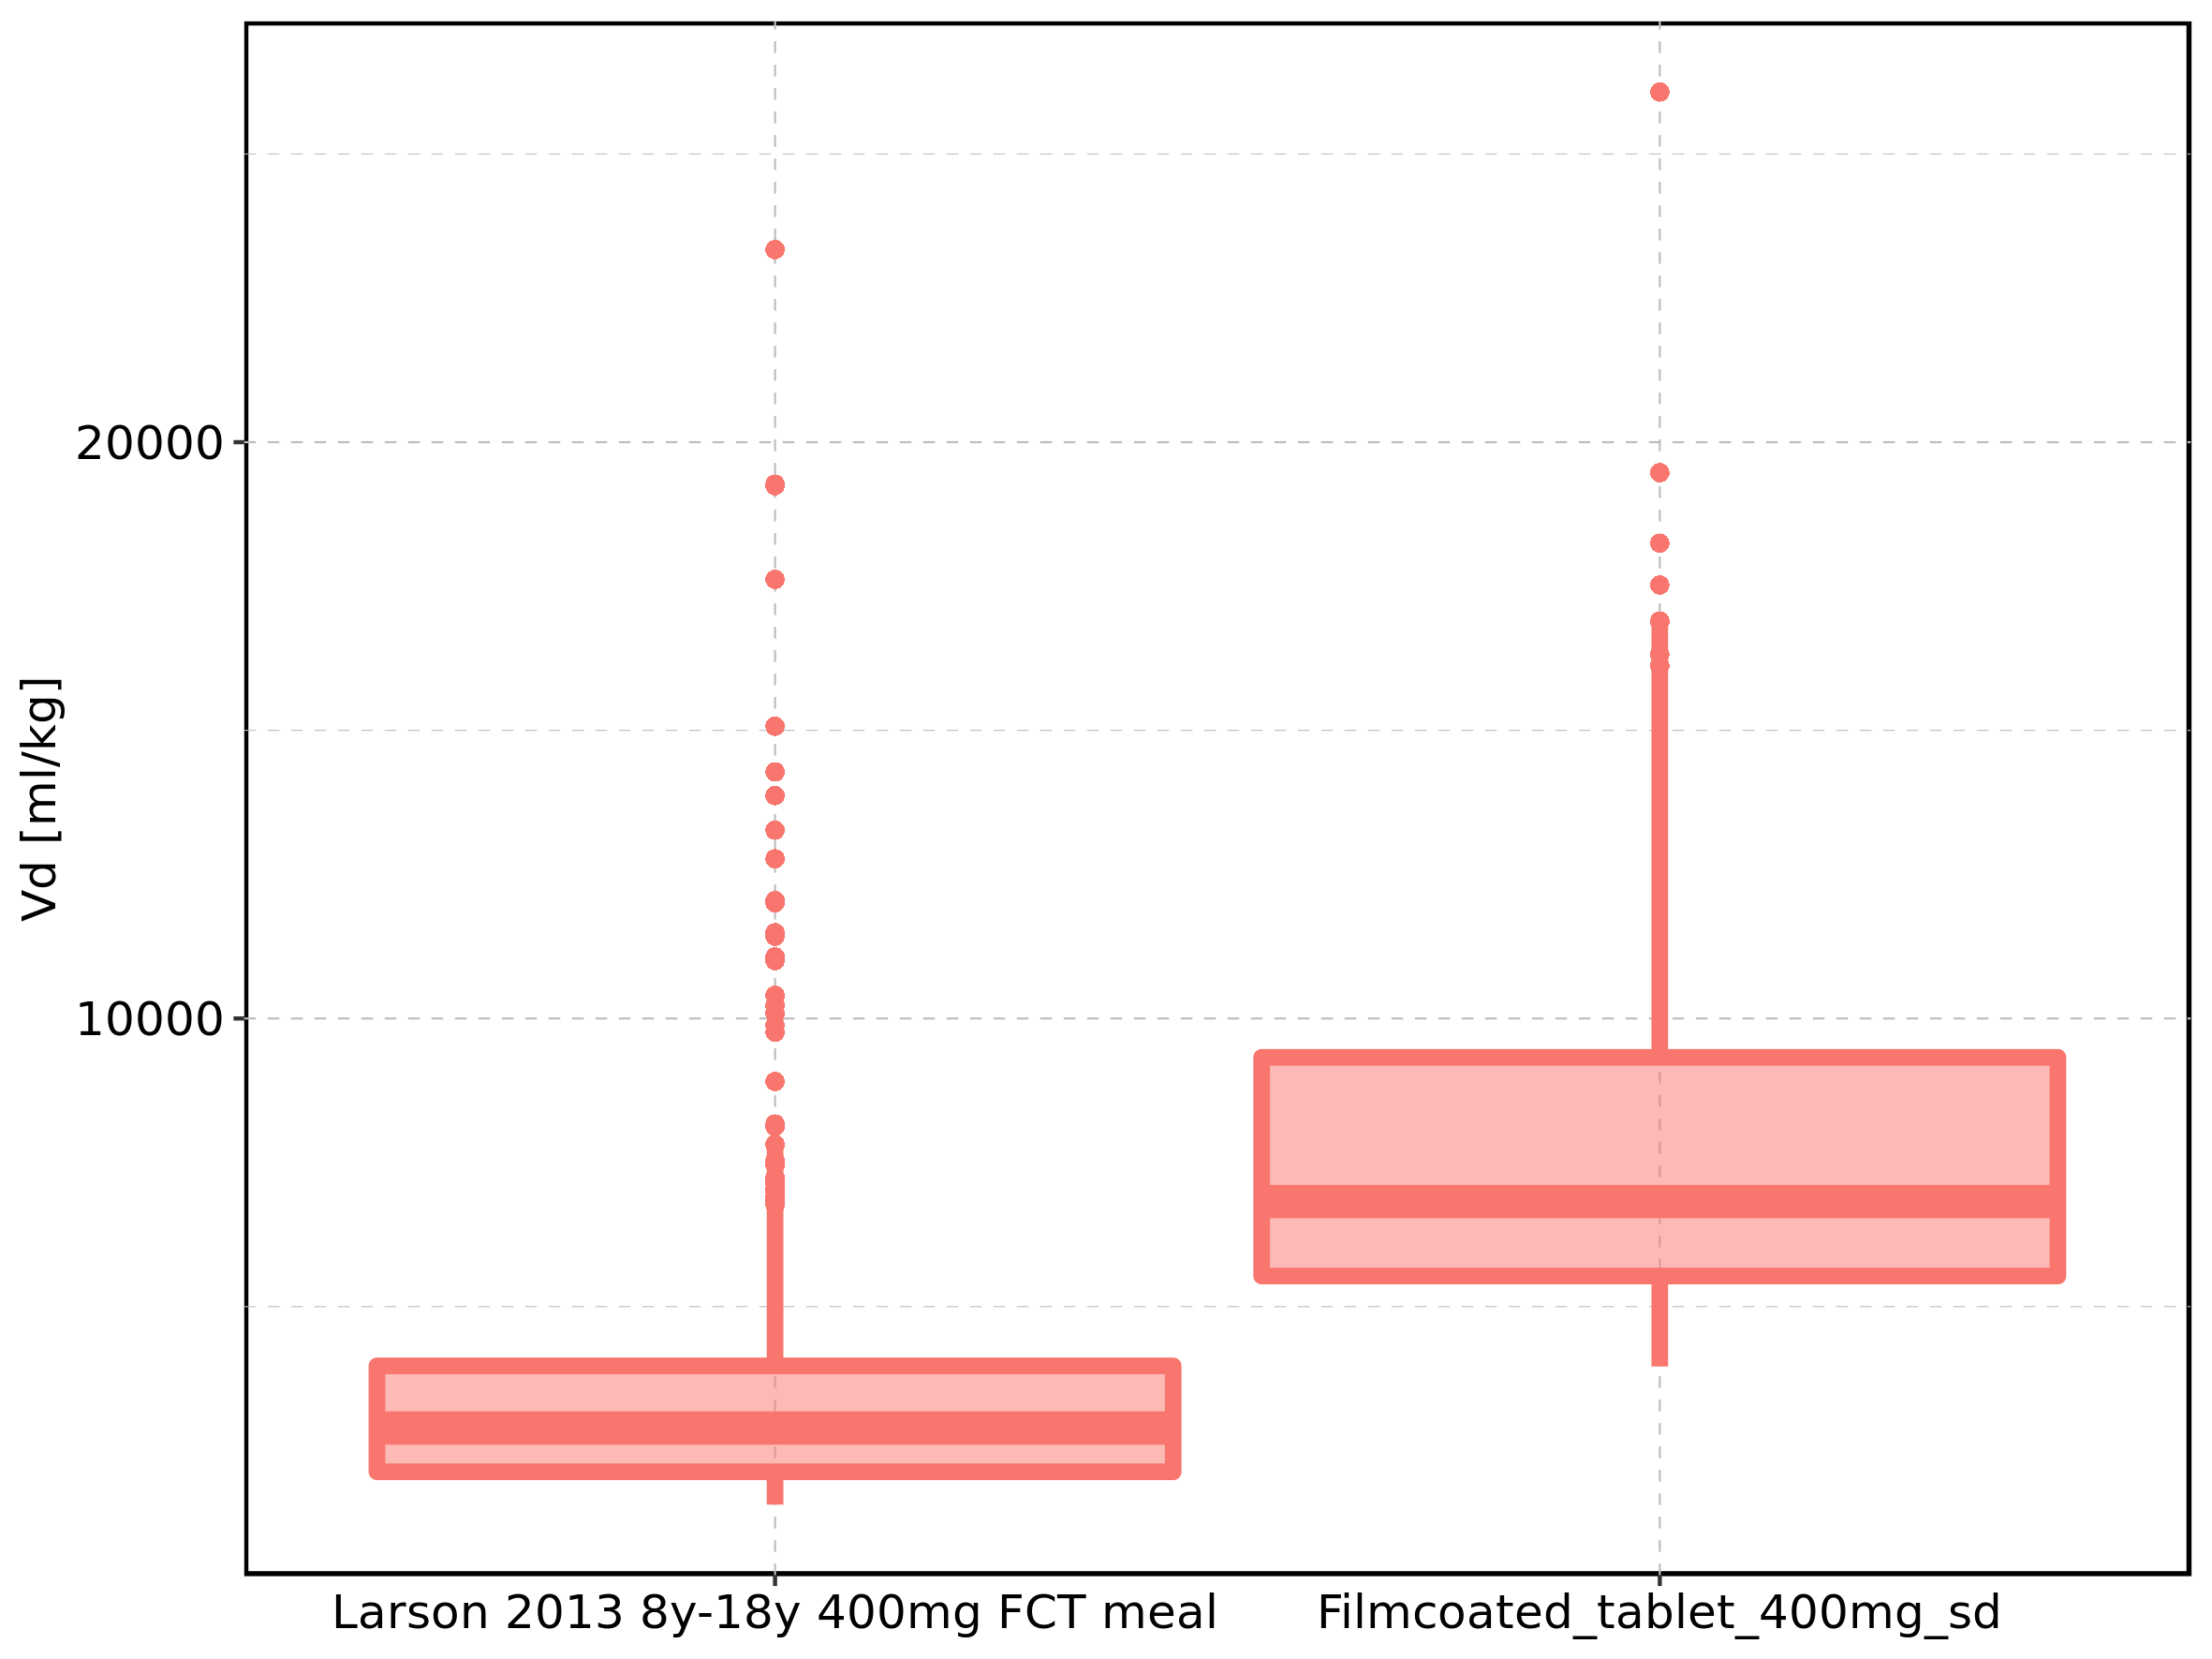 20000
10000
Vd [ml/kg]
Larson 2013 8y-18y 400mg FCT meal
Filmcoated_tablet_400mg_sd